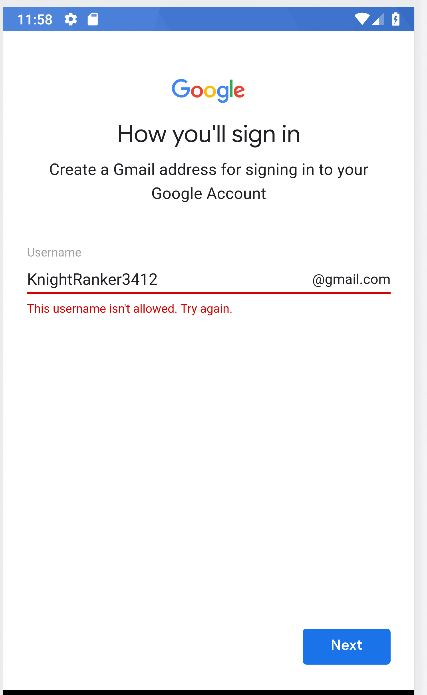 11:58
Google
How you'll sign in
Create a Gmail address for signing in to your
Google Account
Username
KnightRanker3412 @gmail.com
This username isn't allowed. Try again.
Next